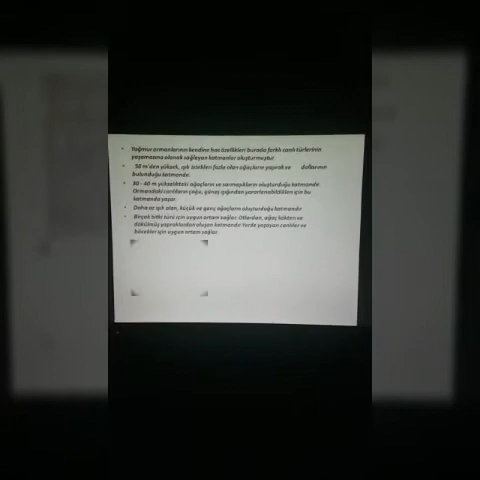 • Yağmur ormanlarının kendine has özellikleri burada farklı canlı türlerinin
yaşamasına olanak sağlayan katmanlar oluşturmuştur
• 50 m'den yüksek, ışık istekleri fazla olan ağaçların yaprak ve dallarının
bulunduğu katmandır.
• 30 - 40 m yükseklikteki ağaçların ve sarmaşıkların oluşturduğu katmandır.
Ormandaki canlıların çoğu, güneş ışığından yararlanabildikleri için bu
katmanda yaşar.
• Daha az ışık alan, küçük ve genç ağaçların oluşturduğu katmandır
• Birçok bitki türü için uygun ortam sağlar. Otlardan, ağaç kökleri ve
dökülmüş yapraklardan oluşan katmandır. Yerde yaşayan canlılar ve
böcekler için uygun ortam sağlar.